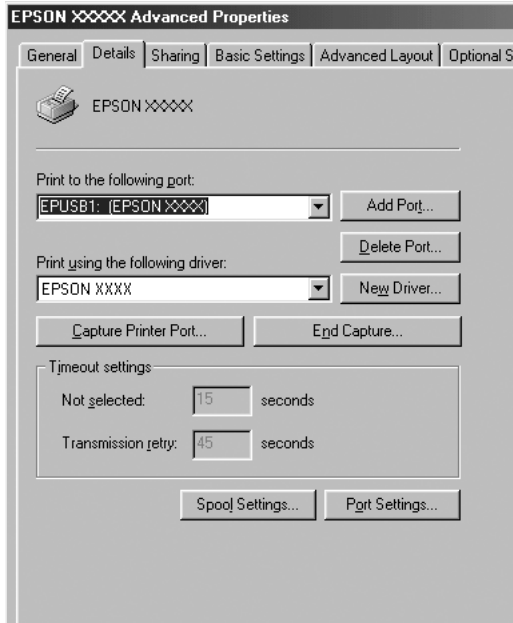 EPSON XXXXX Advanced Properties
General Details Sharing Basic Settings Advanced Layout Optional S
EPSON XXXXX
Print to the following port:
EPUSB1: (EPSON XXXX)
Add Port...
Delete Port...
Print using the following driver:
EPSON XXXX
New Driver...
Capture Printer Port...
End Capture...
Timeout settings
Not selected:
15
seconds
Transmission retry:
45
seconds
Spool Settings...
Port Settings...